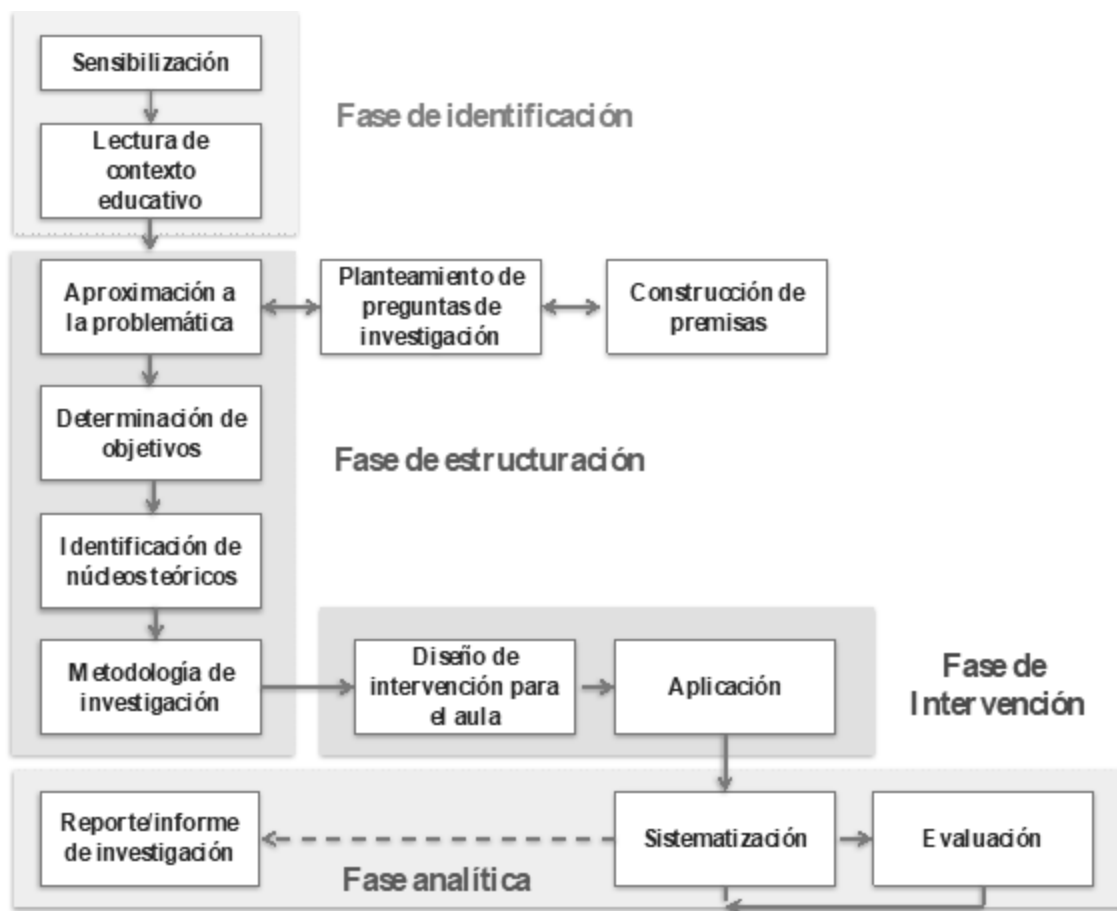 Sensibilización
Fase de identificación
Lectura de
contexto
educativo
Aproximación a
la problemática
Planteamiento de
preguntas de
investigación
Construcción de
premisas
Determinación de
objetivos
Fase de estructuración
Identificación de
núcleos teóricos
Metodología de
investigación
Diseño de
intervención para
el aula
Aplicación
Fase de
Intervención
Reporte/informe
de investigación
Sistematización
Evaluación
Fase analítica